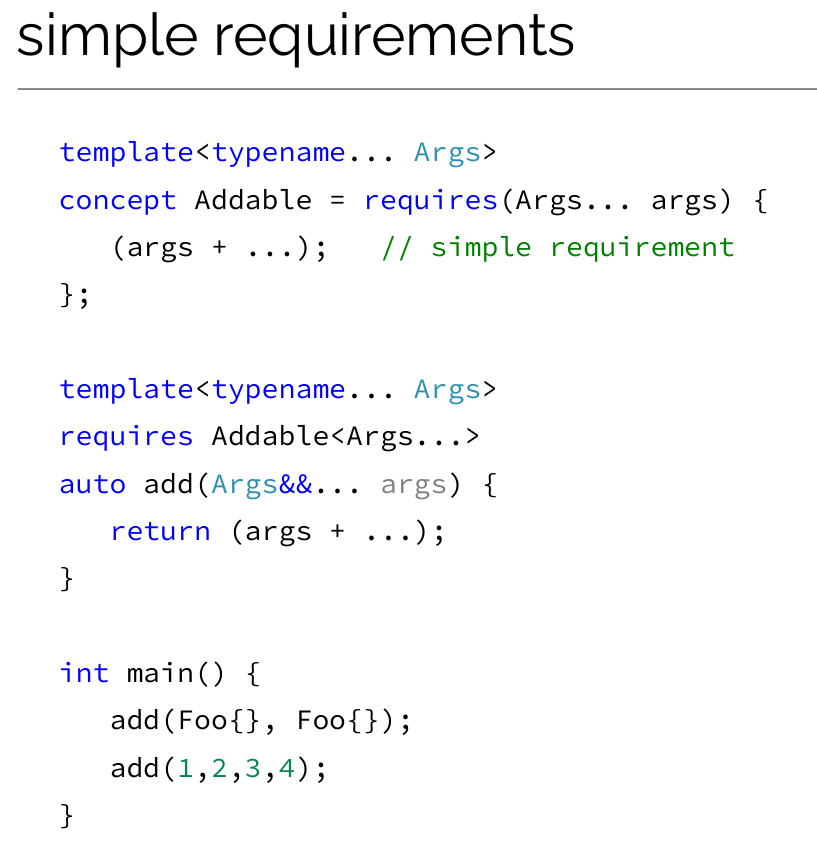 simple requirements
template<typename... Args>
concept Addable = requires(Args... args) {
   (args + ...);   // simple requirement
};
template<typename... Args>
requires Addable<Args...>
auto add(Args&&... args) {
   return (args + ...);
}
int main() {
   add(Foo{}, Foo{});
   add(1,2,3,4);
}